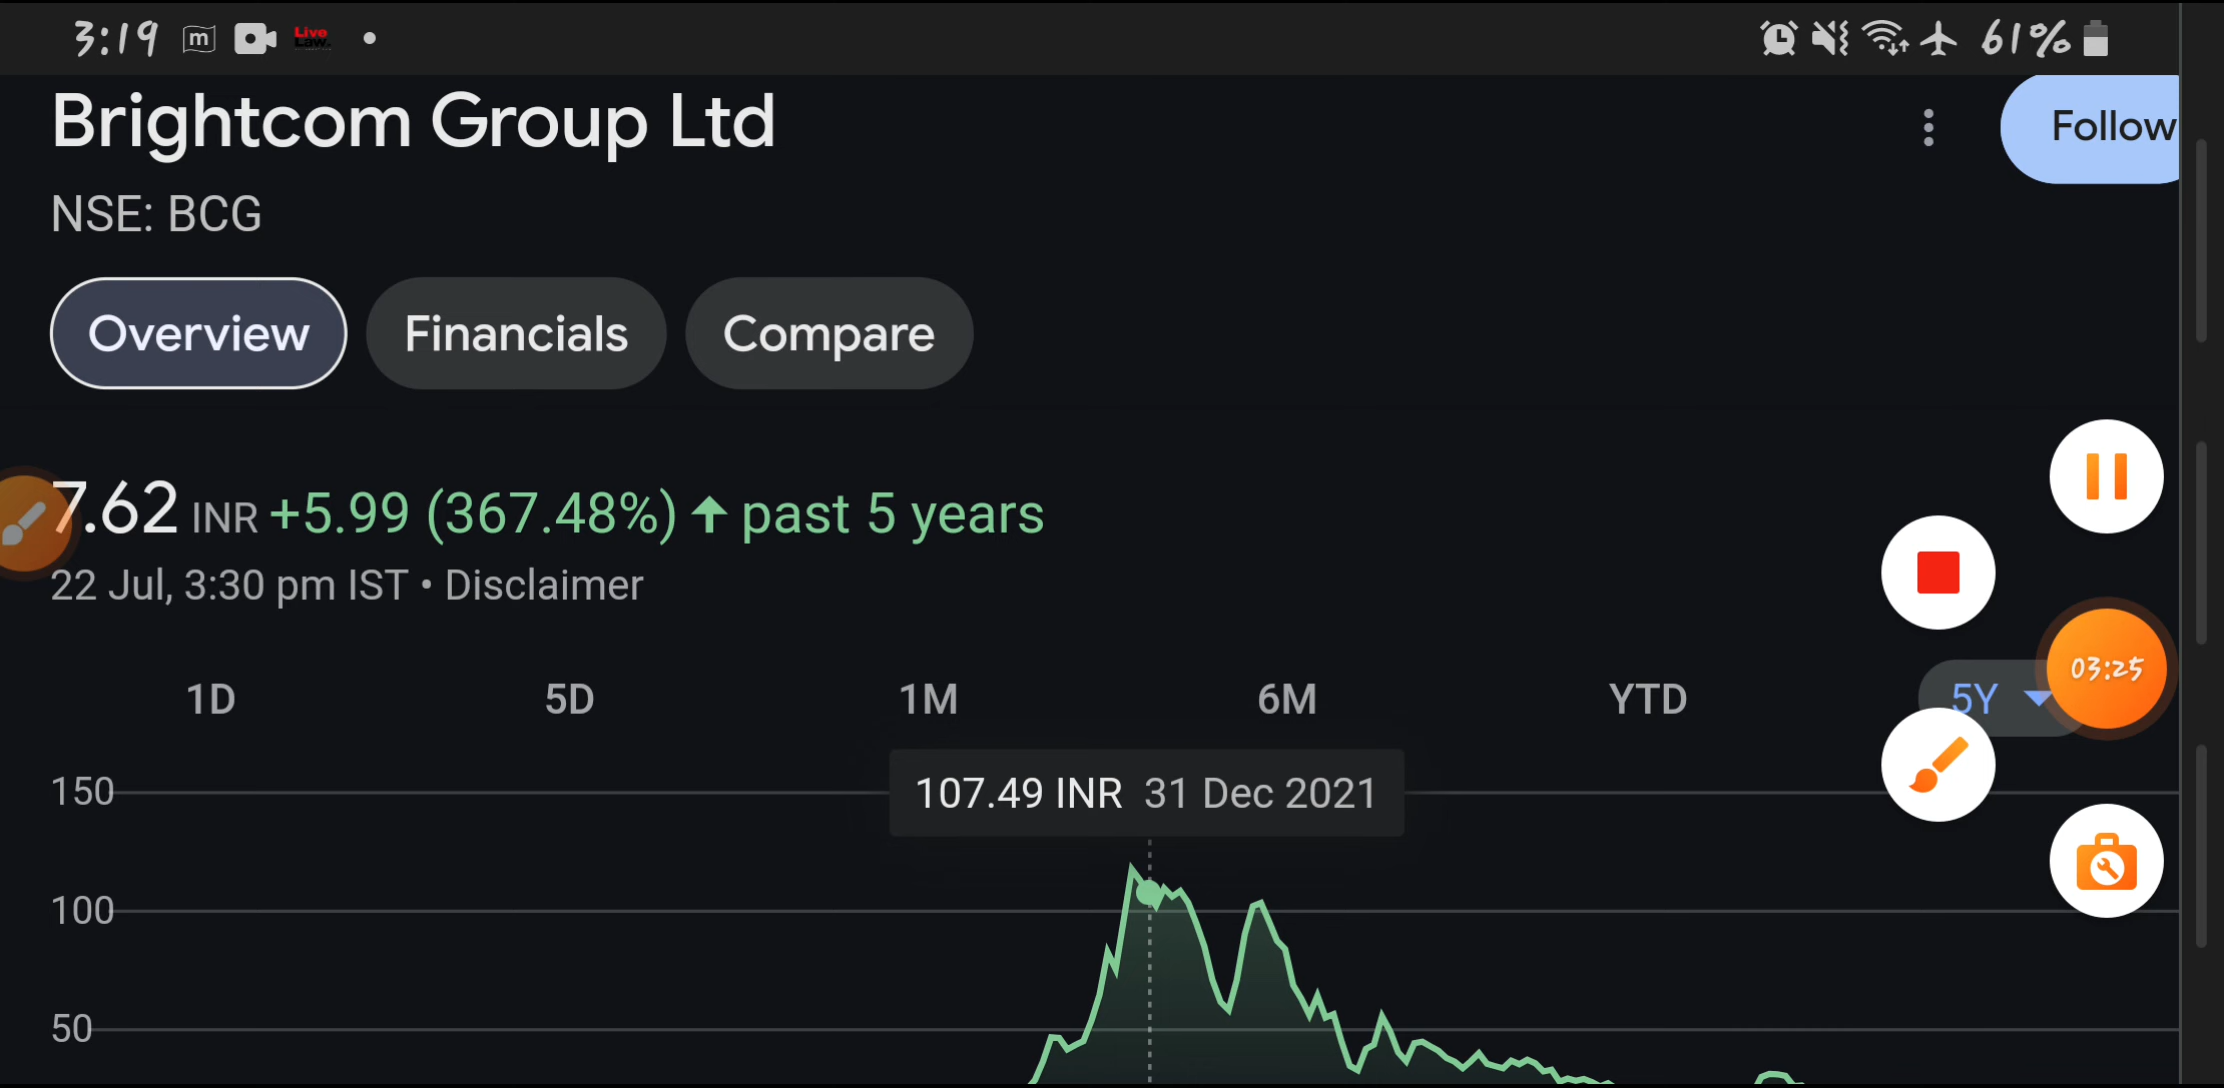 3:19 m Live Law. 61%
Brightcom Group Ltd
Follow
NSE: BCG
Overview Financials Compare
7.62 INR +5.99 (367.48%) ↑ past 5 years
22 Jul, 3:30 pm IST • Disclaimer
03:25
1D 5D 1M 6M YTD 5Y
107.49 INR 31 Dec 2021
150
100
50